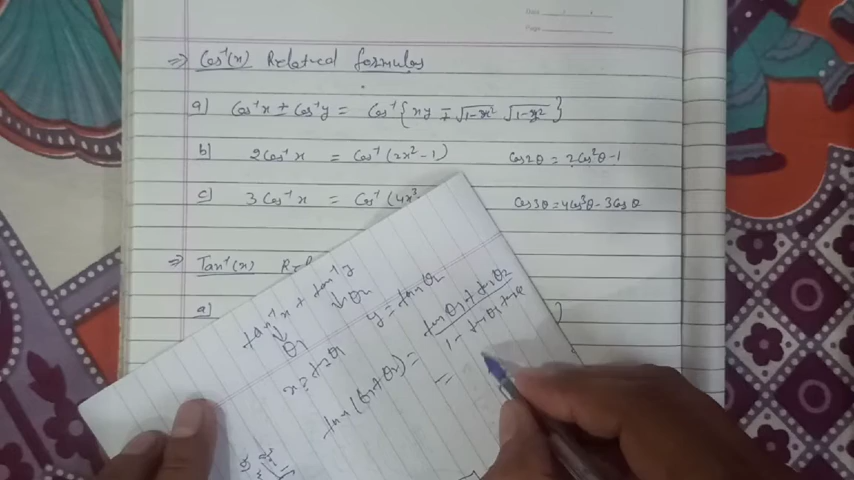 Date
Page
⇒ Cos⁻¹(x) Related formulas
a) Cos⁻¹x ± Cos⁻¹y = Cos⁻¹{xy ∓ √1-x² √1-y²}
b) 2Cos⁻¹x = Cos⁻¹(2x²-1) Cos2θ = 2Cos²θ-1
c) 3Cos⁻¹x = Cos⁻¹(4x³- Cos3θ = 4Cos³θ-3Cosθ
⇒ Tan⁻¹(x) Rel
a)
tan⁻¹x + tan⁻¹y
θ₁ θ₂
x = tanθ₁ y = tanθ₂
tan(θ₁+θ₂) = tanθ₁+tanθ₂
1-tanθ₁tanθ₂
=